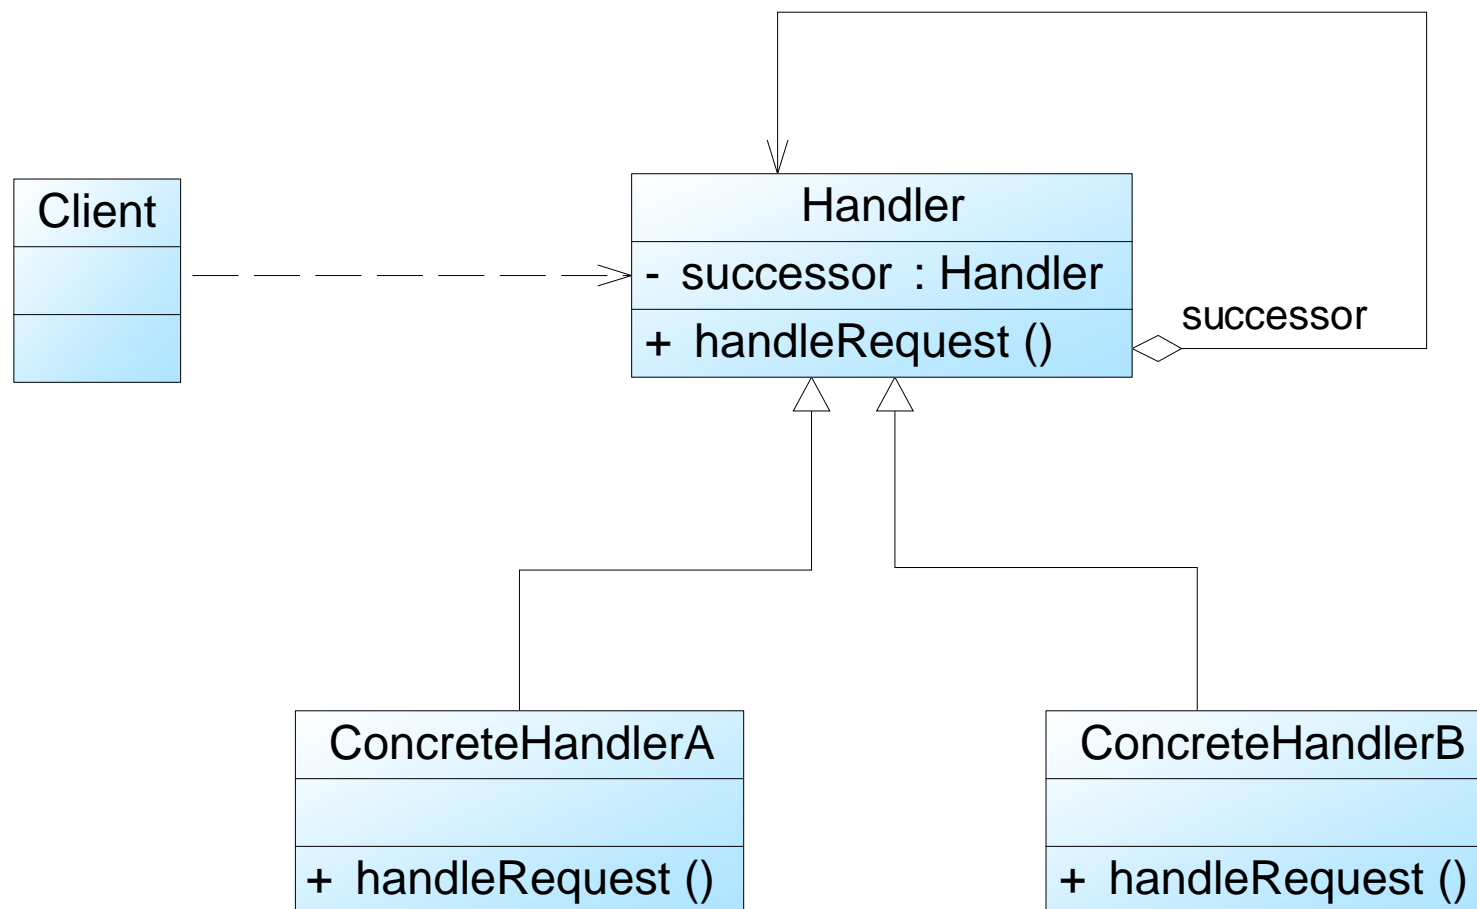 Client
Handler
- successor : Handler
+ handleRequest ()
successor
ConcreteHandlerA
+ handleRequest ()
ConcreteHandlerB
+ handleRequest ()